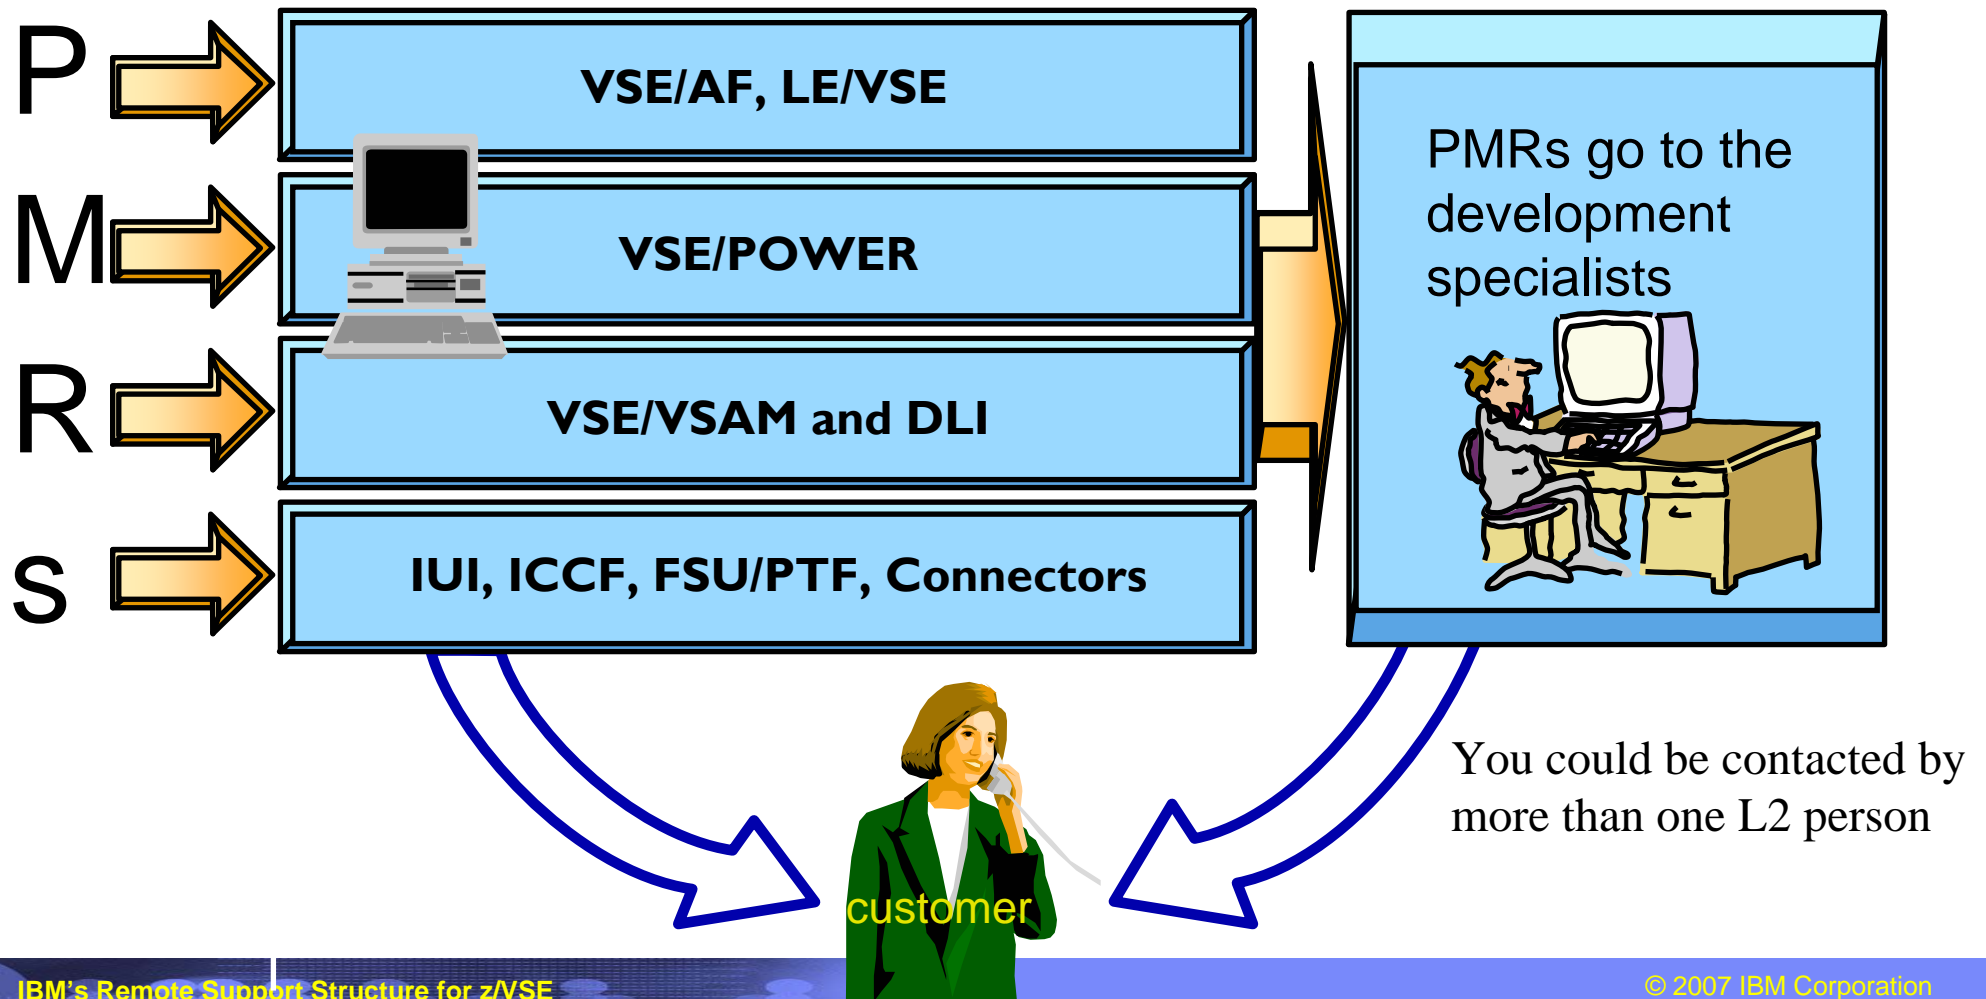 P
M
R
s
VSE/AF, LE/VSE
VSE/POWER
VSE/VSAM and DLI
IUI, ICCF, FSU/PTF, Connectors
PMRs go to the
development
specialists
You could be contacted by
more than one L2 person
customer
IBM's Remote Support Structure for z/VSE
© 2007 IBM Corporation